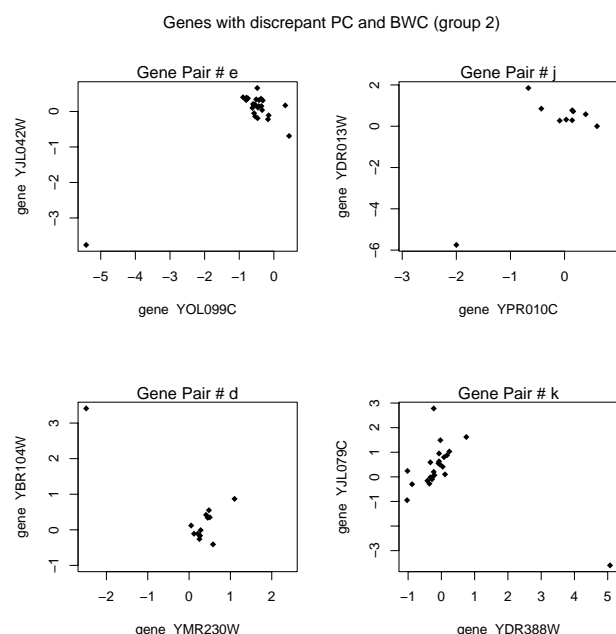 Genes with discrepant PC and BWC (group 2)
Gene Pair # e
gene YJL042W
0
−1
−2
−3
−5 −4 −3 −2 −1 0
gene YOL099C
Gene Pair # j
gene YDR013W
2
0
−2
−4
−6
−3 −2 −1 0
gene YPR010C
Gene Pair # d
gene YBR104W
3
2
1
0
−1
−2 −1 0 1 2
gene YMR230W
Gene Pair # k
gene YJL079C
3
2
1
0
−1
−3
−1 0 1 2 3 4 5
gene YDR388W